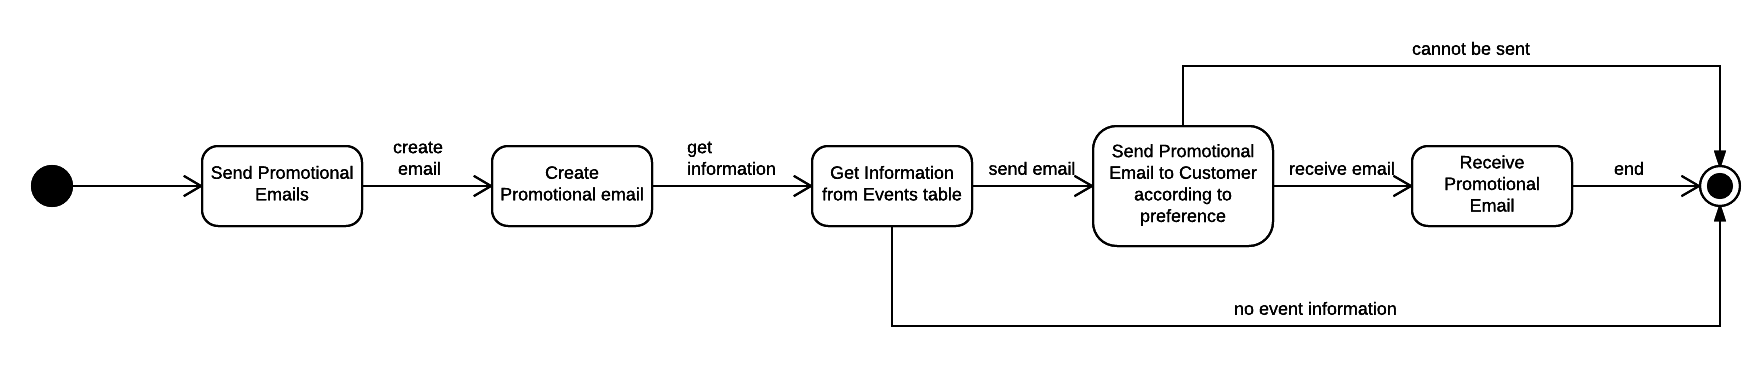 cannot be sent
create
email
get
information
send email
receive email
end
Send Promotional
Emails
Create
Promotional email
Get Information
from Events table
Send Promotional
Email to Customer
according to
preference
Receive
Promotional
Email
no event information